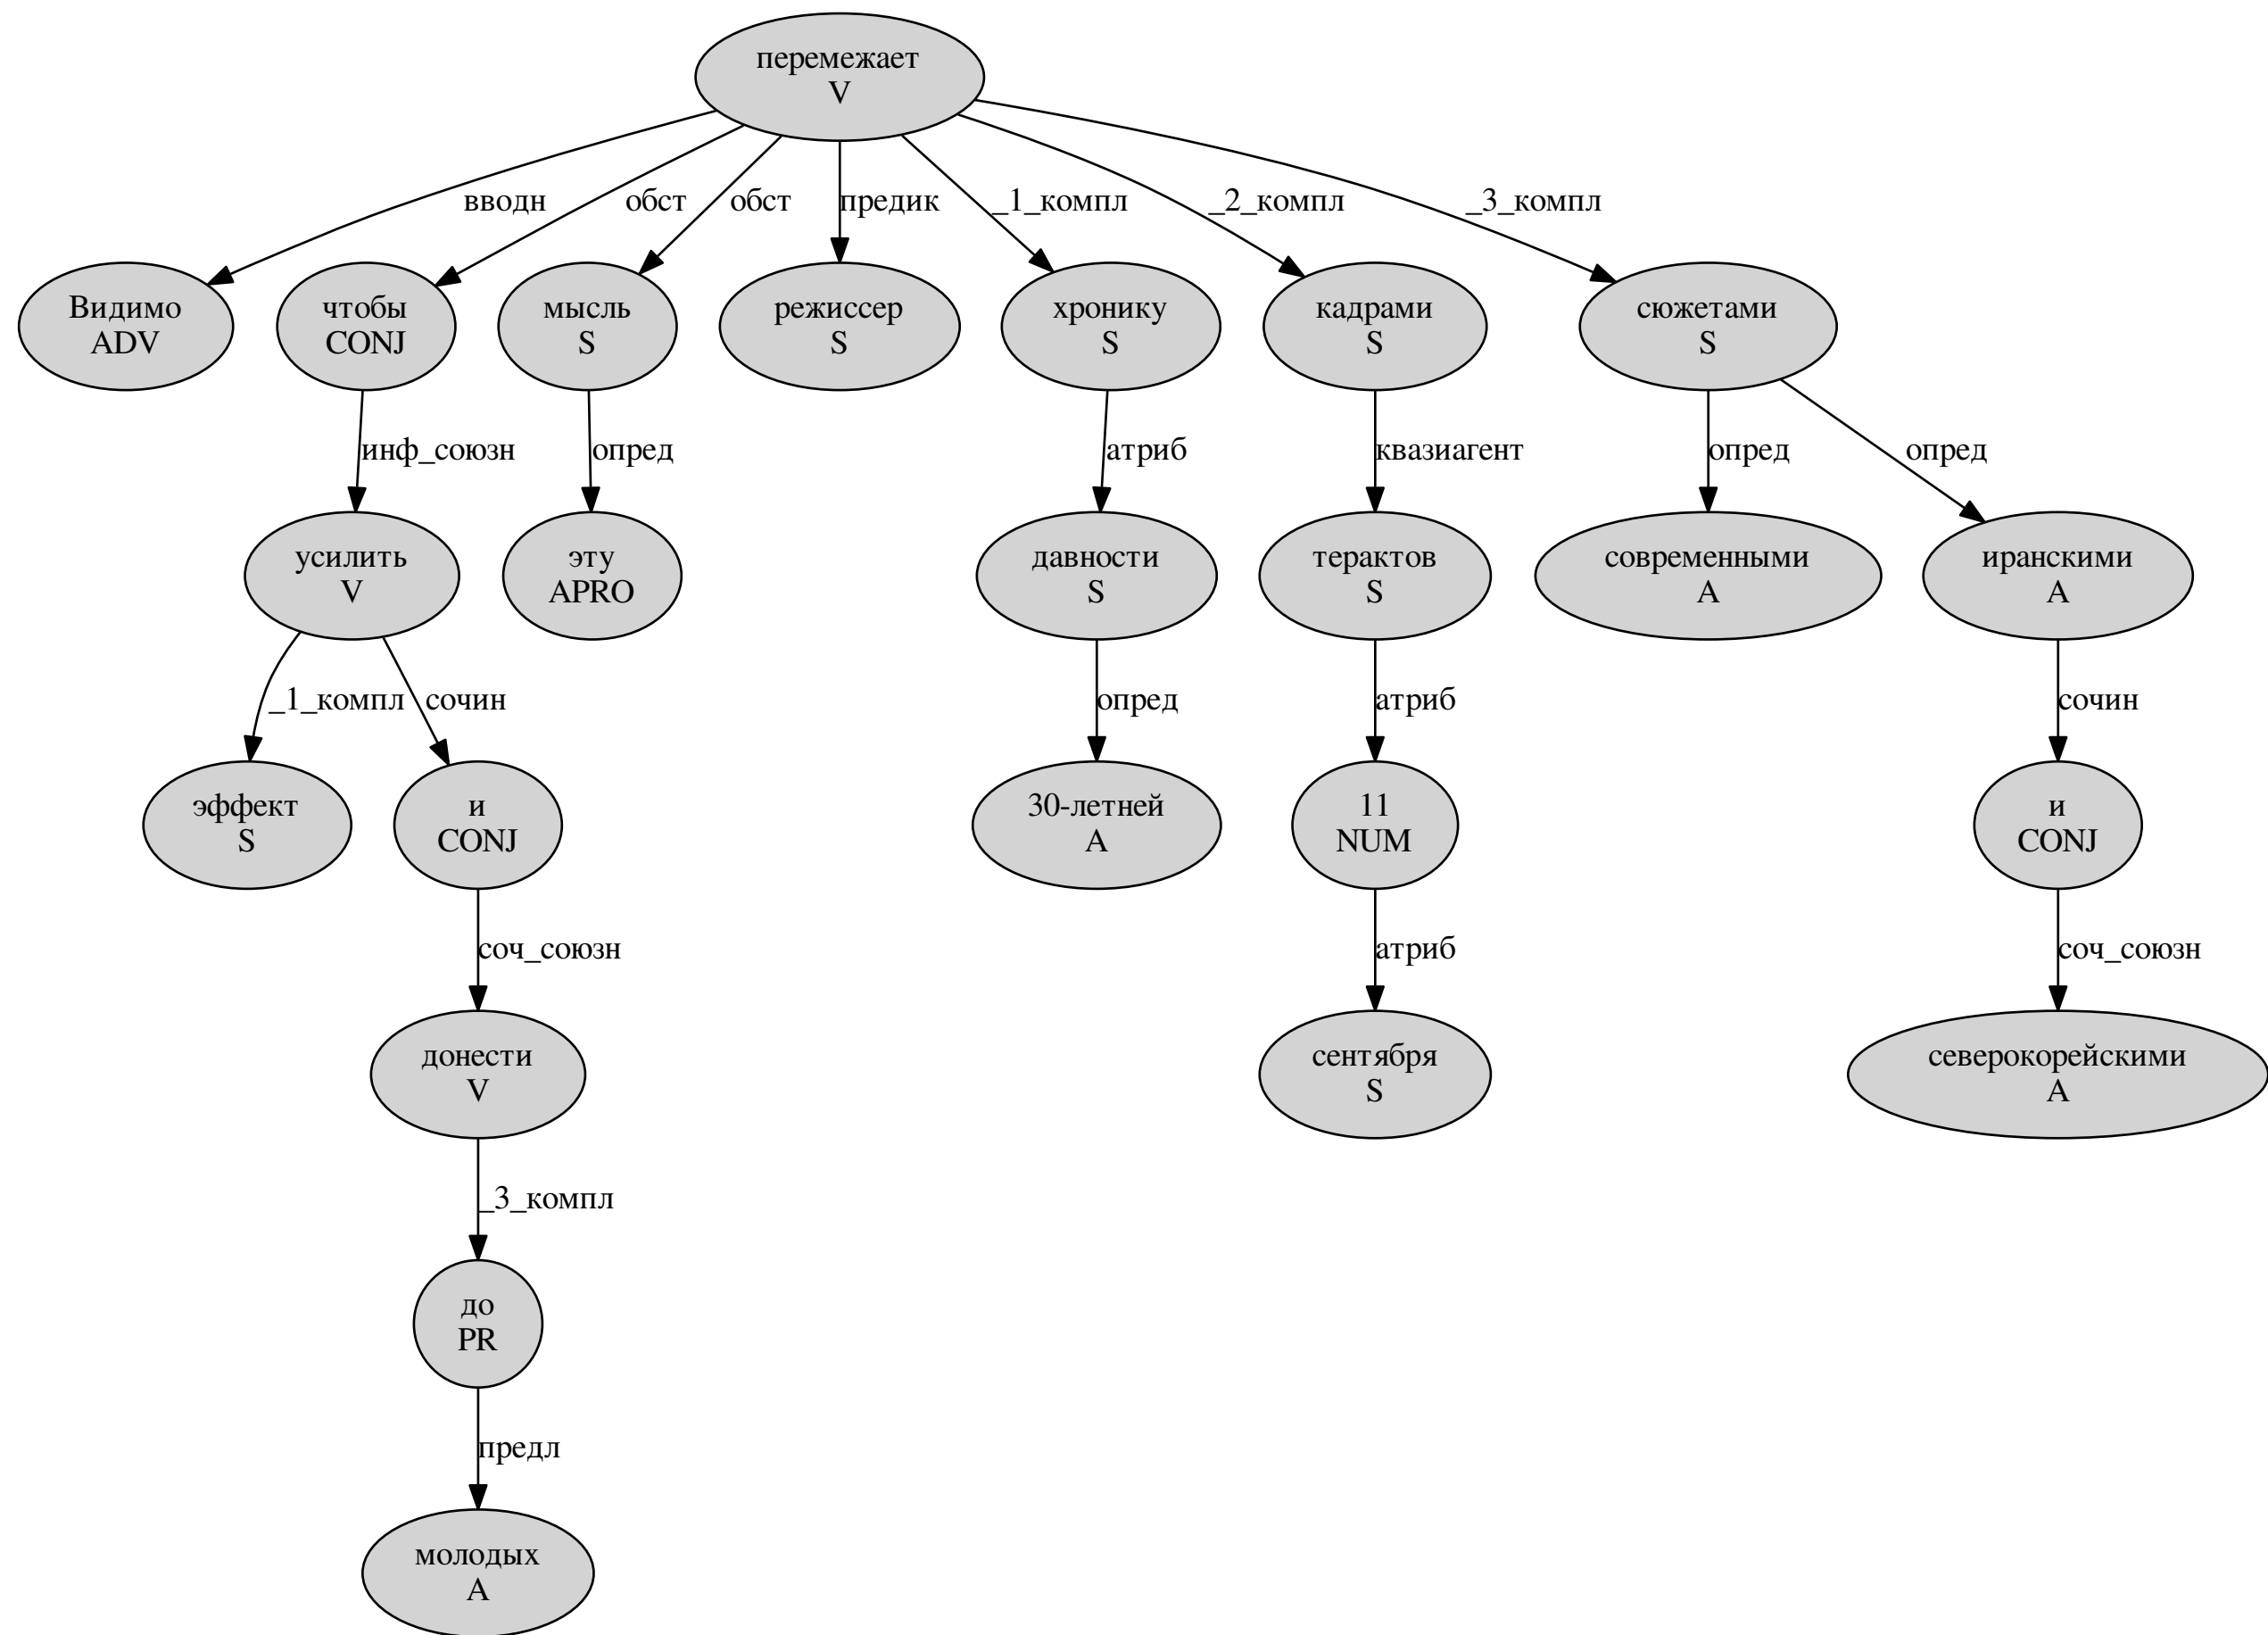 перемежает
V
вводн
обст
обст
предик
_1_компл
_2_компл
_3_компл
Видимо
ADV
чтобы
CONJ
мысль
S
режиссер
S
хронику
S
кадрами
S
сюжетами
S
инф_союзн
опред
атриб
квазиагент
опред
опред
усилить
V
эту
APRO
давности
S
терактов
S
современными
A
иранскими
A
_1_компл
сочин
опред
атриб
сочин
эффект
S
и
CONJ
30-летней
A
11
NUM
и
CONJ
соч_союзн
атриб
соч_союзн
донести
V
сентября
S
северокорейскими
A
_3_компл
до
PR
предл
молодых
A